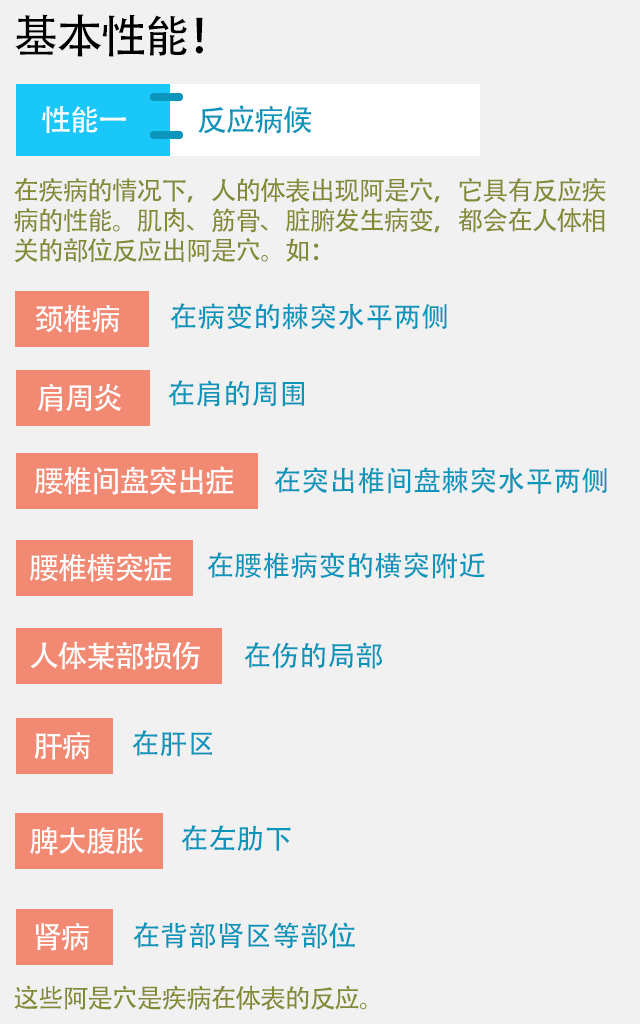 基本性能！
性能一 反应病候
在疾病的情况下，人的体表出现阿是穴，它具有反应疾
病的性能。肌肉、筋骨、脏腑发生病变，都会在人体相
关的部位反应出阿是穴。如：
颈椎病 在病变的棘突水平两侧
肩周炎 在肩的周围
腰椎间盘突出症 在突出椎间盘棘突水平两侧
腰椎横突症 在腰椎病变的横突附近
人体某部损伤 在伤的局部
肝病 在肝区
脾大腹胀 在左肋下
肾病 在背部肾区等部位
这些阿是穴是疾病在体表的反应。